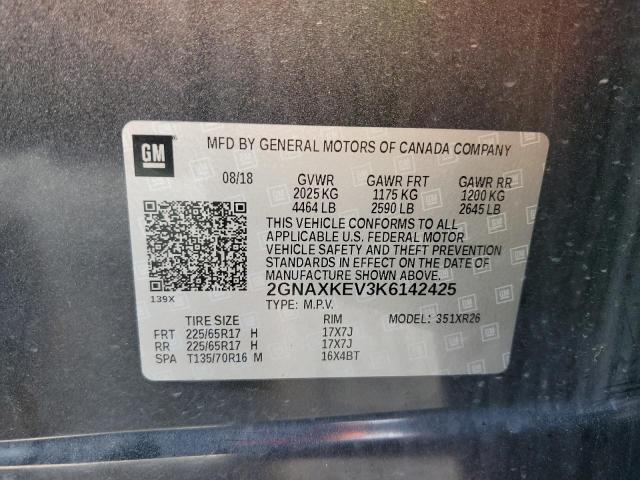 GM
MFD BY GENERAL MOTORS OF CANADA COMPANY
08/18 GVWR GAWR FRT GAWR RR
2025 KG 1175 KG 1200 KG
4464 LB 2590 LB 2645 LB
THIS VEHICLE CONFORMS TO ALL
APPLICABLE U.S. FEDERAL MOTOR
VEHICLE SAFETY AND THEFT PREVENTION
STANDARDS IN EFFECT ON THE DATE OF
MANUFACTURE SHOWN ABOVE.
139X 2GNAXKEV3K6142425
TYPE: M.P.V.
TIRE SIZE RIM MODEL: 351XR26
FRT 225/65R17 H 17X7J
RR 225/65R17 H 17X7J
SPA T135/70R16 M 16X4BT